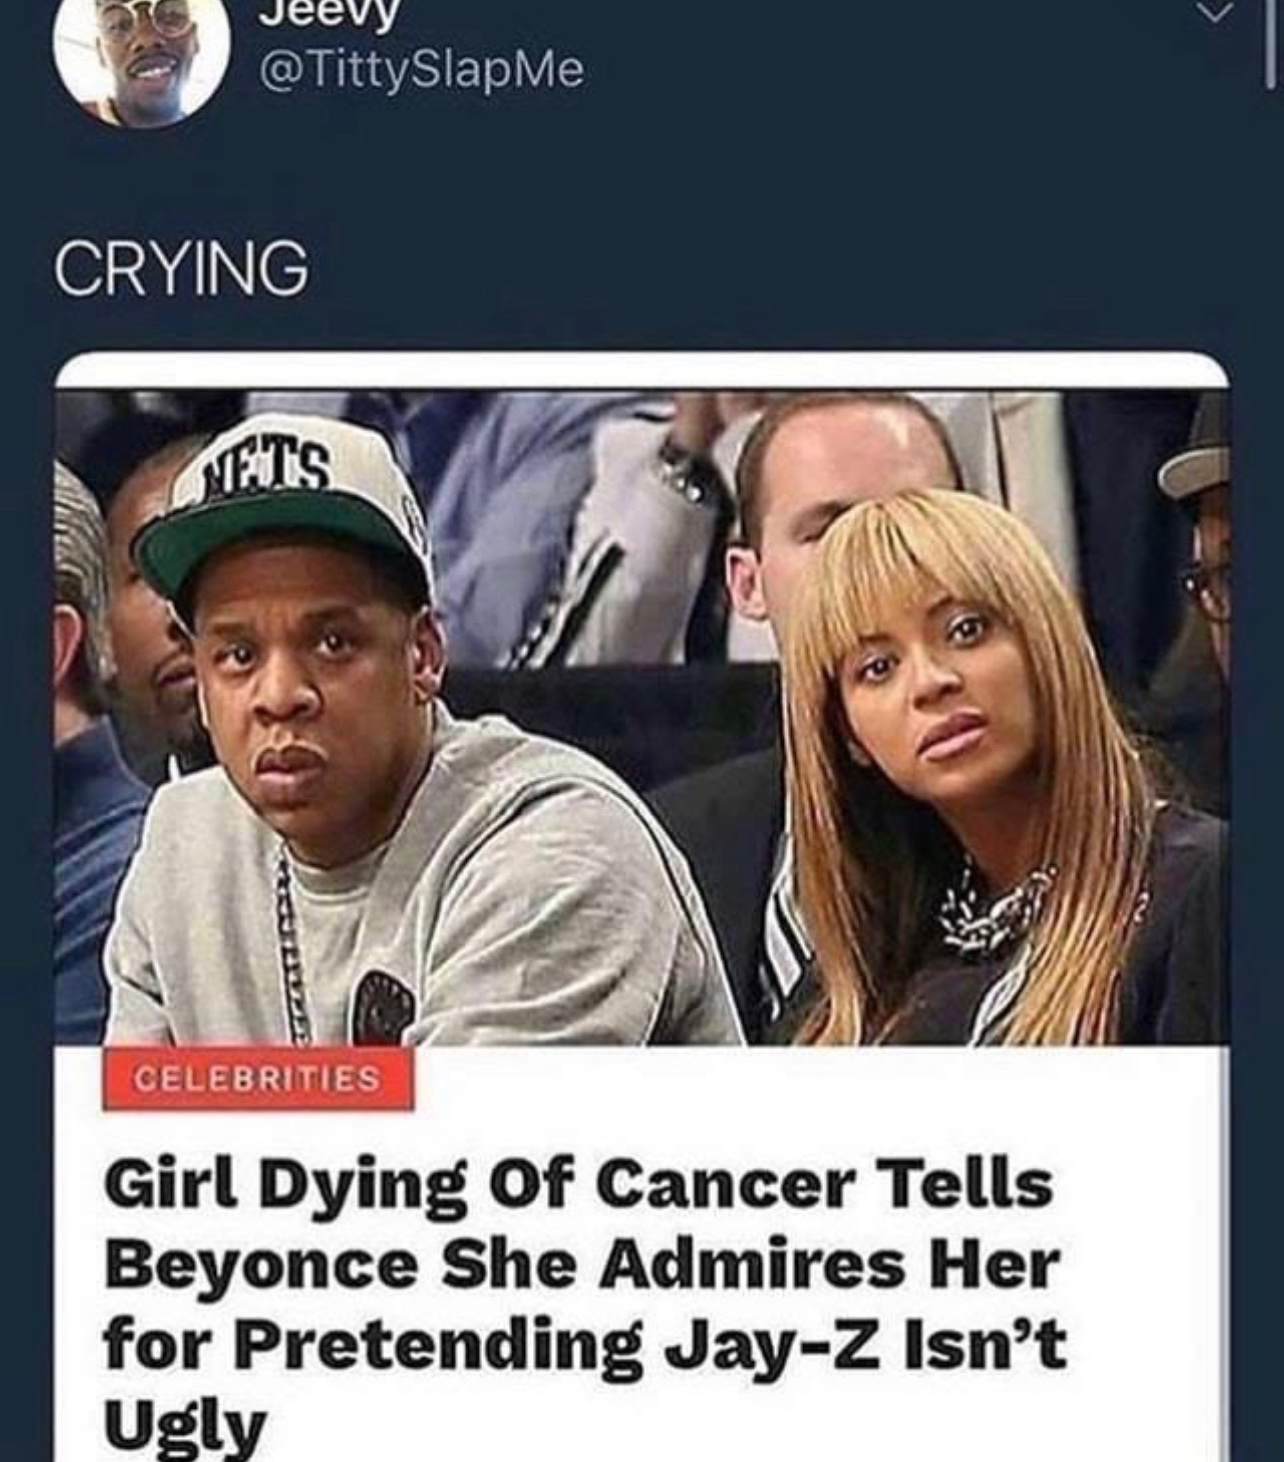 Jeevy
@TittySlapMe
CRYING
NETS
CELEBRITIES
Girl Dying Of Cancer Tells
Beyonce She Admires Her
for Pretending Jay-Z Isn't
Ugly